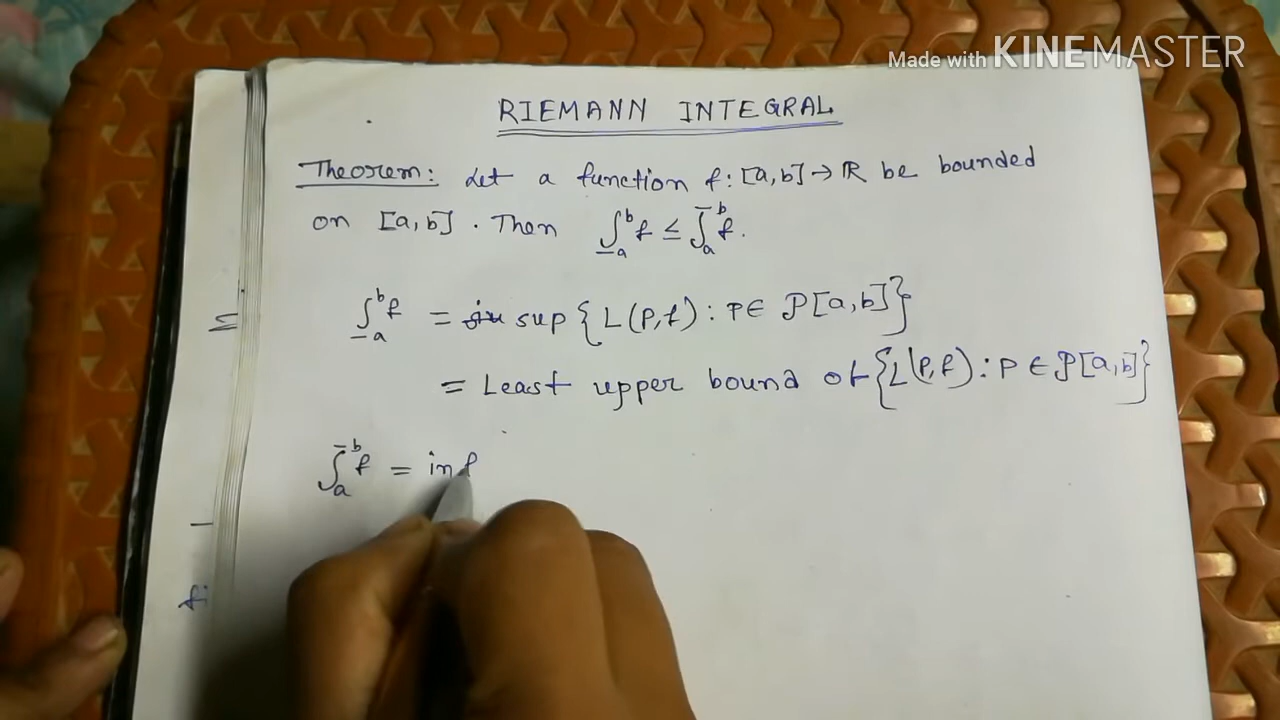 Made with KINEMASTER
RIEMANN INTEGRAL
Theorem: Let a function f: [a,b] → ℝ be bounded
on [a,b]. Then ∫̲ₐᵇ f ≤ ∫̄ₐᵇ f.
∫̲ₐᵇ f = sup {L(P,f) : P ∈ 𝒫[a,b]}
= Least upper bound of {L(P,f) : P ∈ 𝒫[a,b]}
∫̄ₐᵇ f = inf